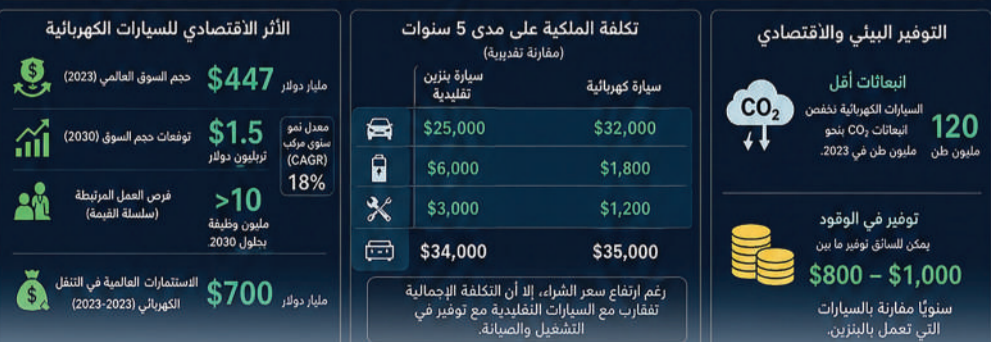 التوفير البيئي والاقتصادي
انبعاثات أقل
CO₂
السيارات الكهربائية تخفض
انبعاثات CO₂ بنحو
مليون طن في 2023.
120
مليون طن
توفير في الوقود
يمكن للسائق توفير ما بين
$800 – $1,000
سنويًا مقارنة بالسيارات
التي تعمل بالبنزين.
تكلفة الملكية على مدى 5 سنوات
(مقارنة تقديرية)
سيارة كهربائية
سيارة بنزين
تقليدية
$32,000 $25,000
$1,800 $6,000
$1,200 $3,000
$35,000 $34,000
رغم ارتفاع سعر الشراء، إلا أن التكلفة الإجمالية
تتقارب مع السيارات التقليدية مع توفير في
التشغيل والصيانة.
الأثر الاقتصادي للسيارات الكهربائية
حجم السوق العالمي (2023)
$447 مليار دولار
توقعات حجم السوق (2030)
$1.5
تريليون دولار
معدل نمو
سنوي مركب
(CAGR)
18%
فرص العمل المرتبطة
(سلسلة القيمة)
>10
مليون وظيفة
بحلول 2030.
الاستثمارات العالمية في التنقل
الكهربائي (2023-2023)
$700 مليار دولار